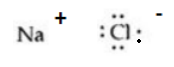 Na + :Cl: -